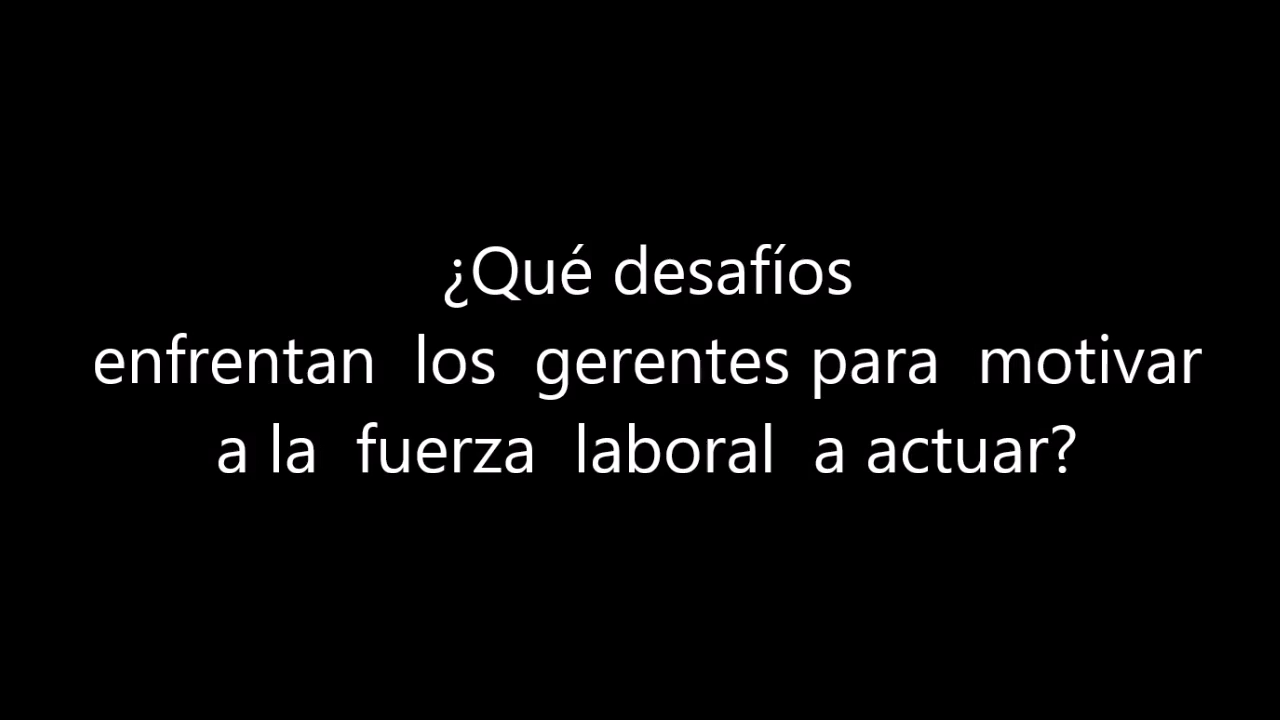 ¿Qué desafíos
enfrentan los gerentes para motivar
a la fuerza laboral a actuar?